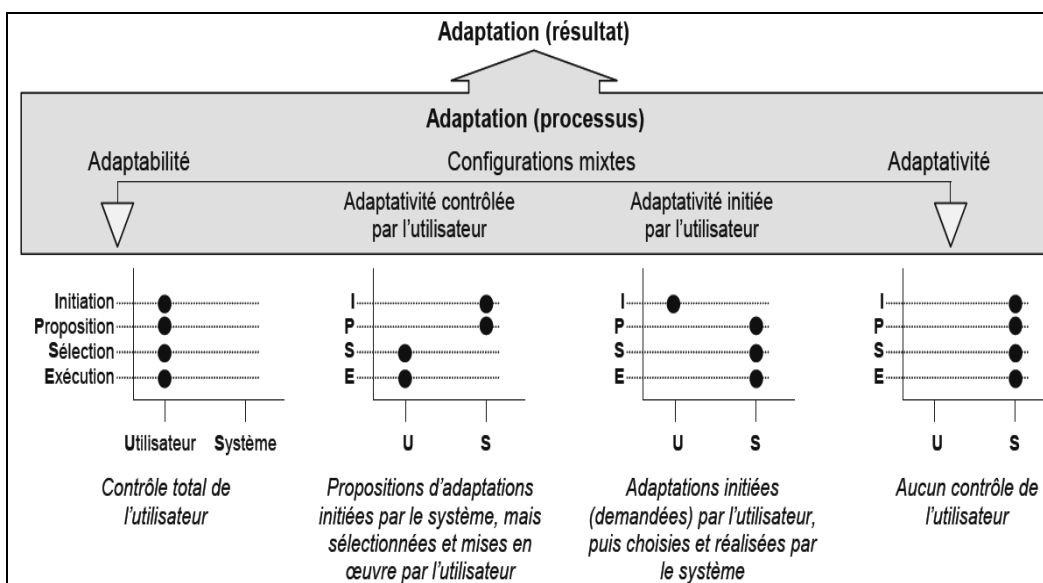 Adaptation (résultat)
Adaptation (processus)
Adaptabilité
Configurations mixtes
Adaptativité
Adaptativité contrôlée
par l'utilisateur
Adaptativité initiée
par l'utilisateur
Initiation
Proposition
Sélection
Exécution
Utilisateur Système
Contrôle total de
l'utilisateur
I
P
S
E
U S
Propositions d'adaptations
initiées par le système, mais
sélectionnées et mises en
œuvre par l'utilisateur
I
P
S
E
U S
Adaptations initiées
(demandées) par l'utilisateur,
puis choisies et réalisées par
le système
I
P
S
E
U S
Aucun contrôle de
l'utilisateur